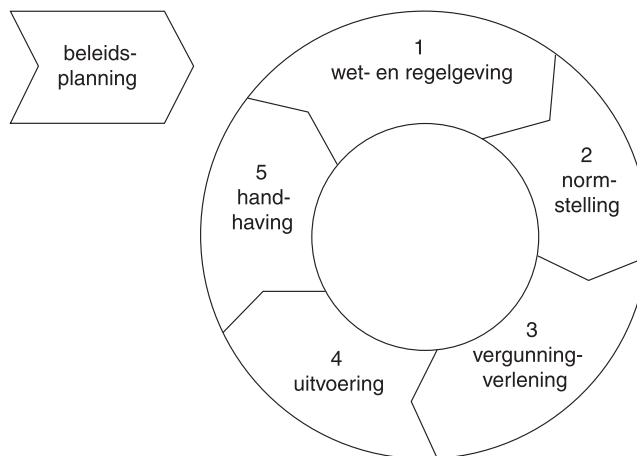 beleids-
planning
1
wet- en regelgeving
2
norm-
stelling
3
vergunning-
verlening
4
uitvoering
5
hand-
having